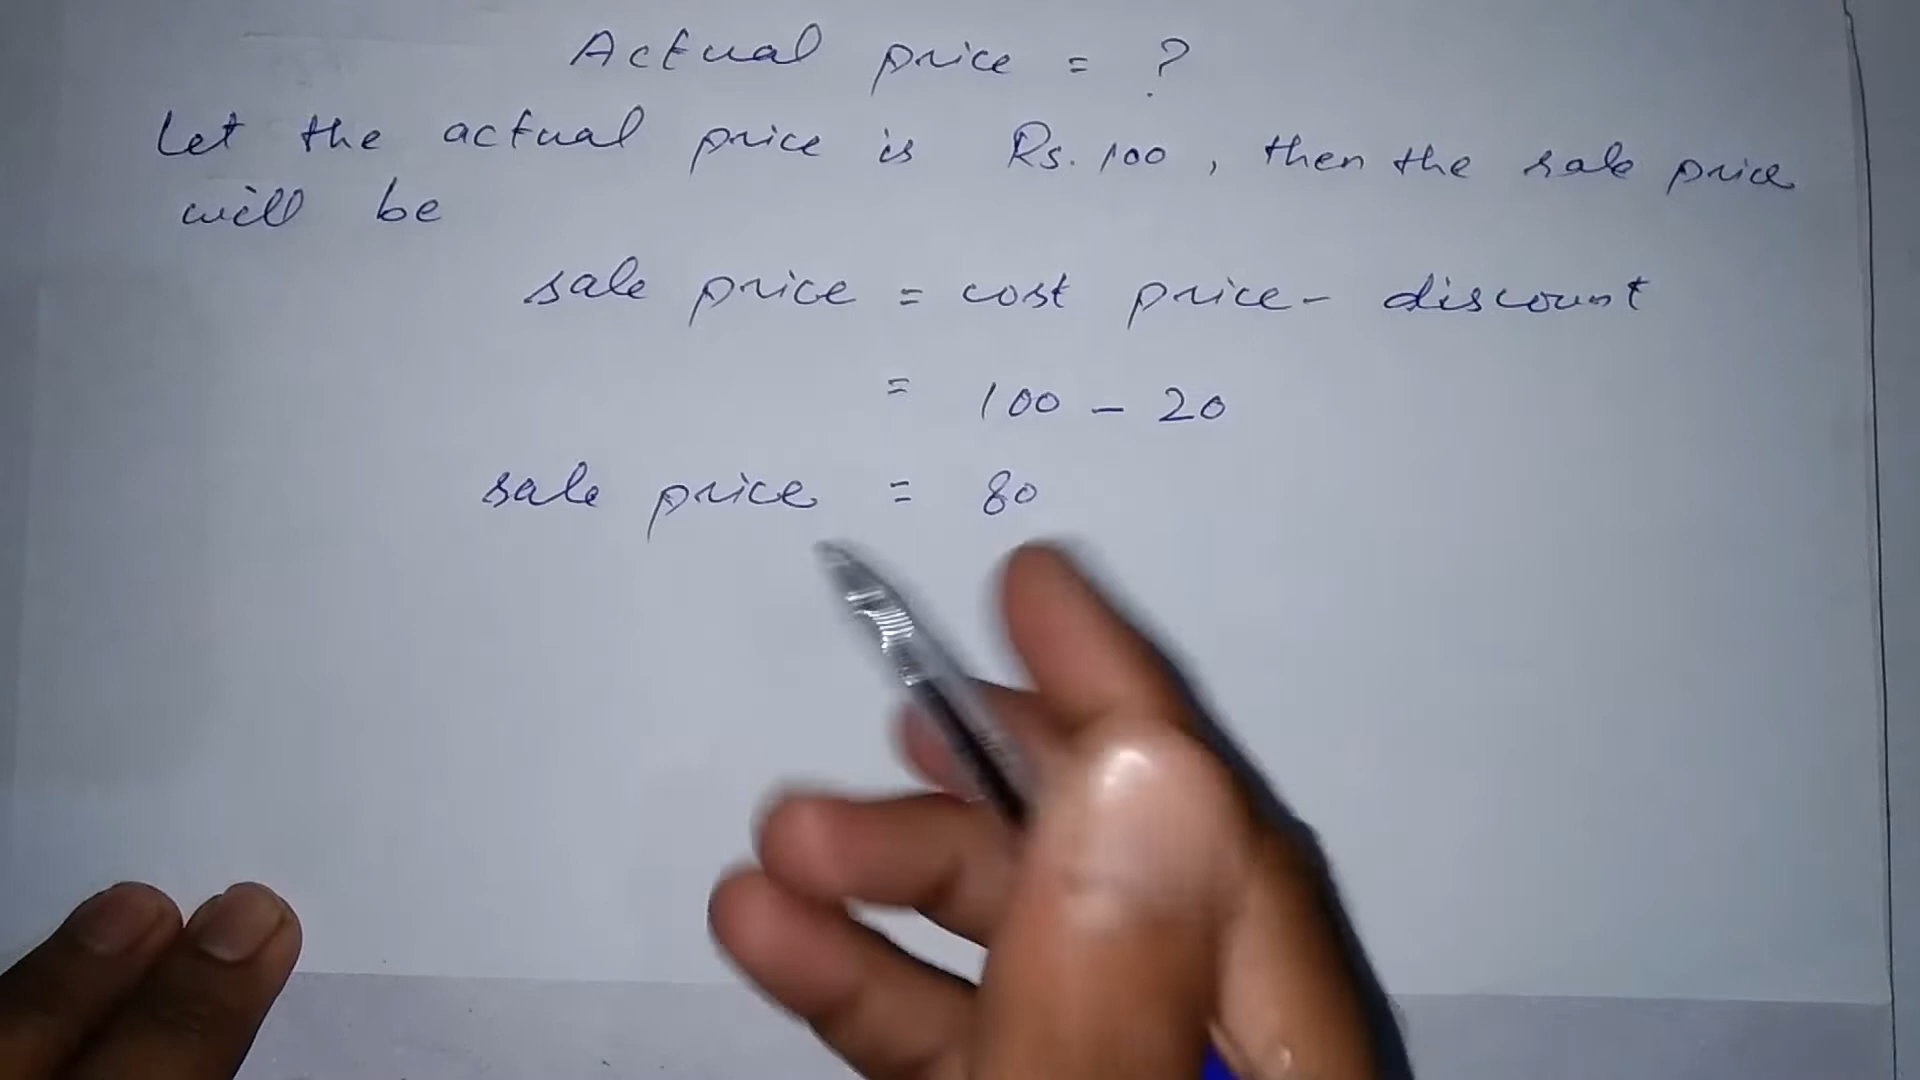 Actual price = ?
Let the actual price is Rs. 100, then the sale price
will be
sale price = cost price - discount
= 100 - 20
sale price = 80